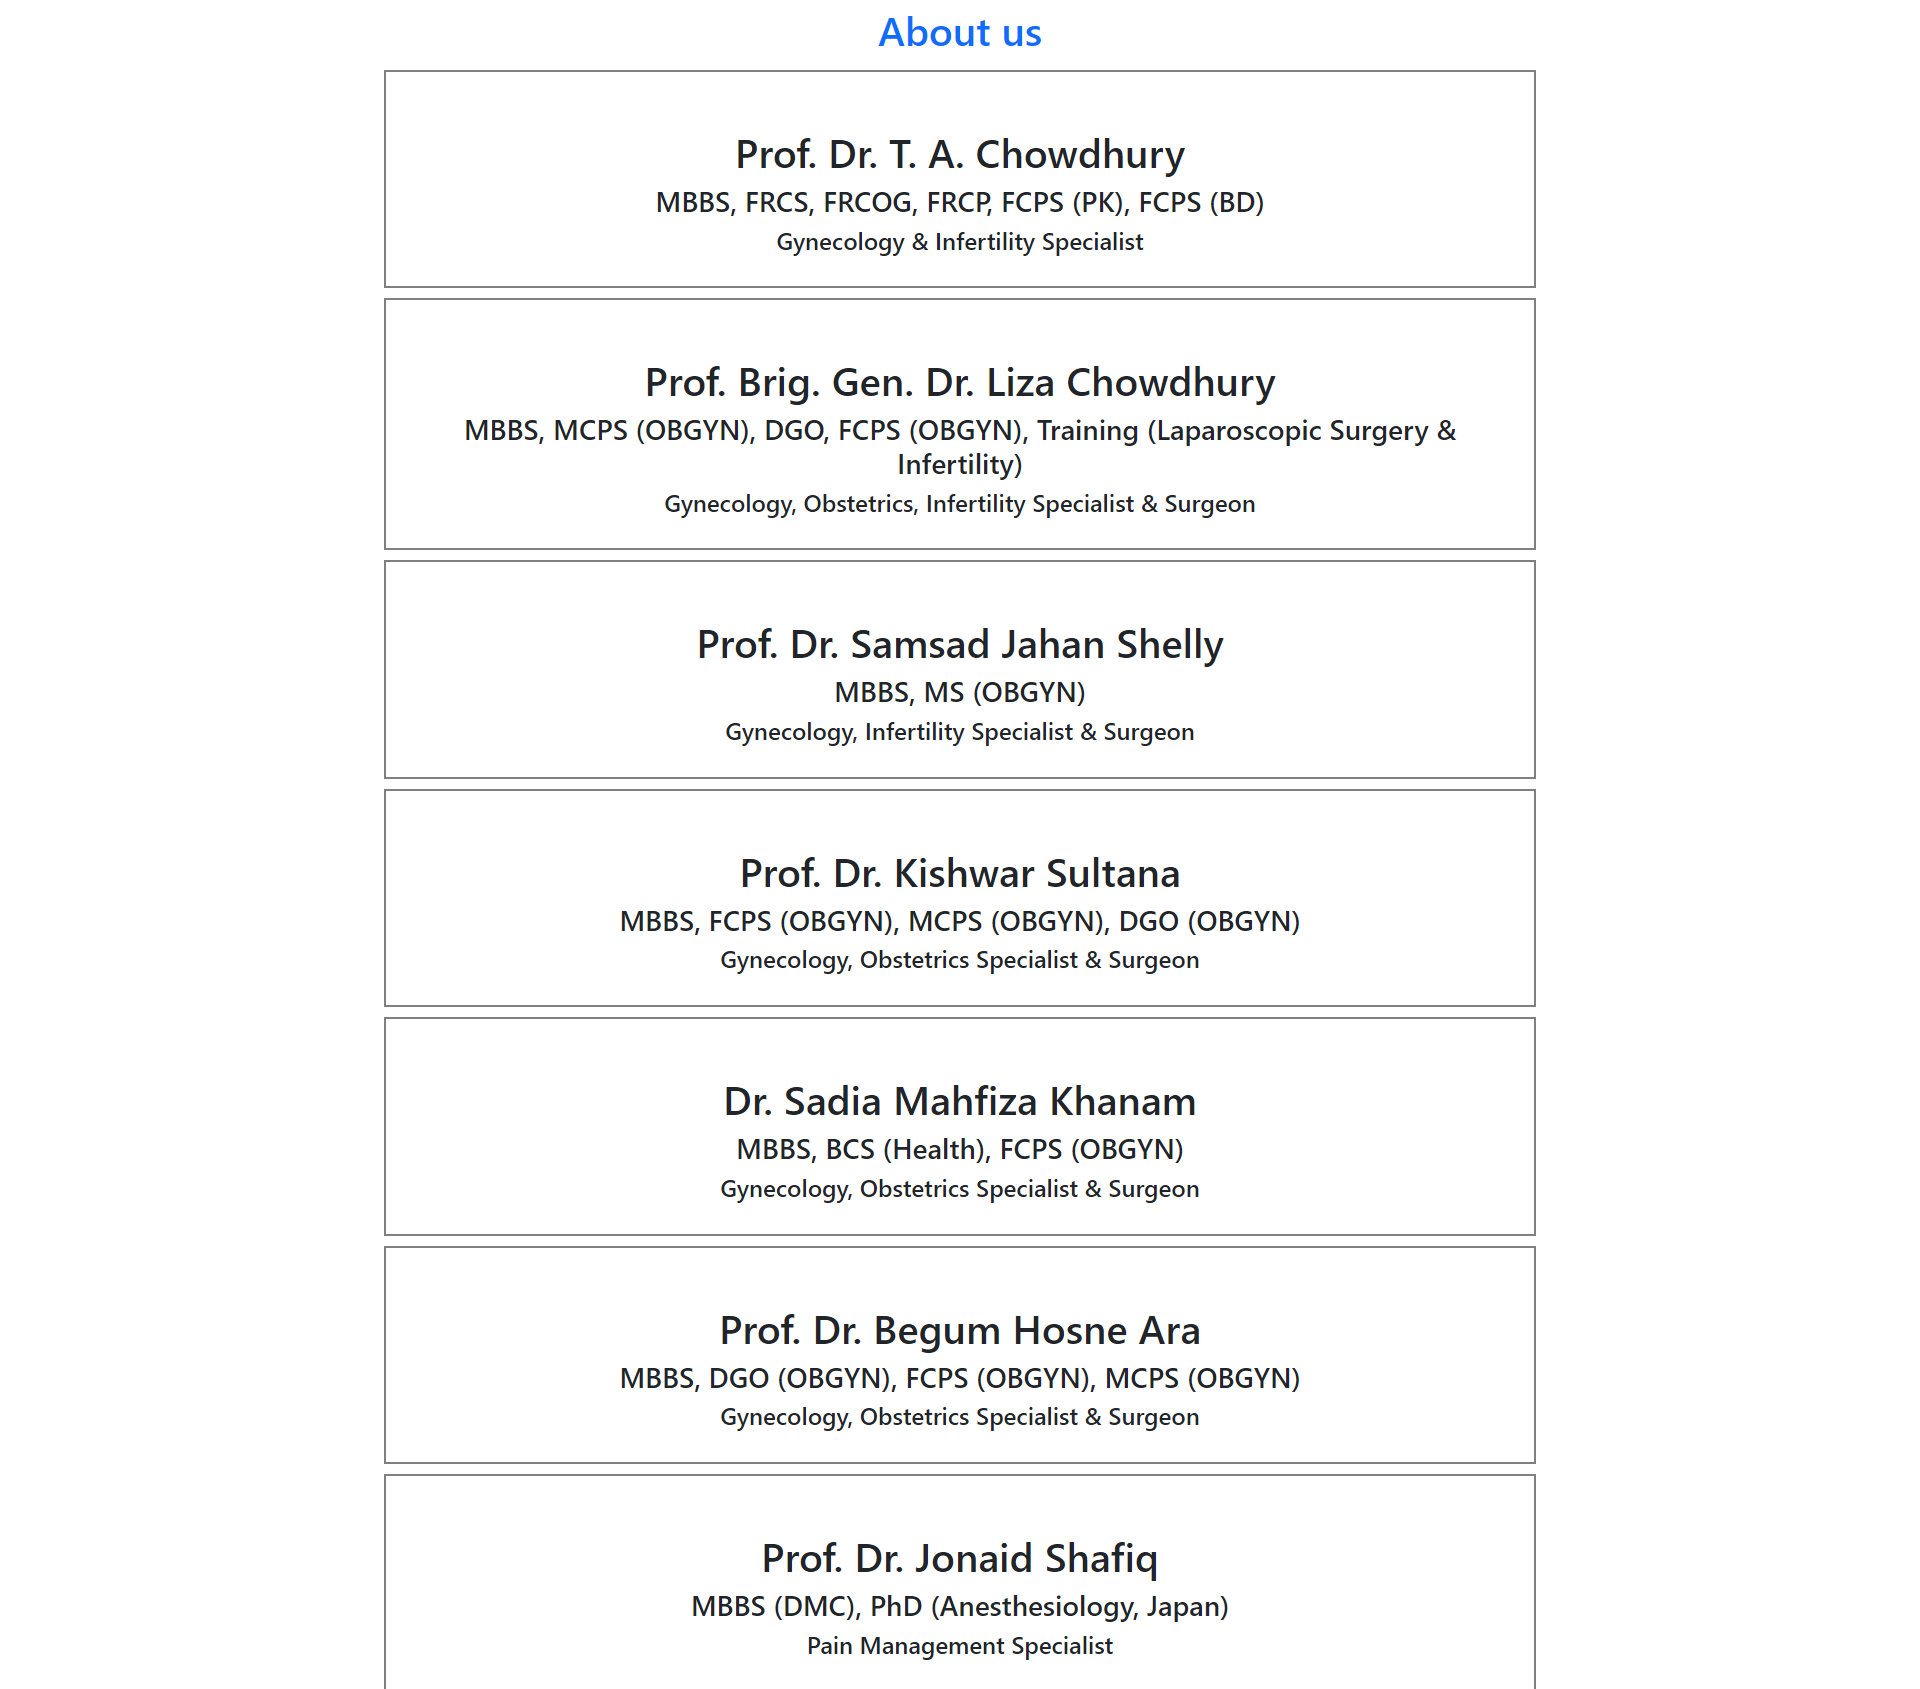 About us
Prof. Dr. T. A. Chowdhury
MBBS, FRCS, FRCOG, FRCP, FCPS (PK), FCPS (BD)
Gynecology & Infertility Specialist
Prof. Brig. Gen. Dr. Liza Chowdhury
MBBS, MCPS (OBGYN), DGO, FCPS (OBGYN), Training (Laparoscopic Surgery &
Infertility)
Gynecology, Obstetrics, Infertility Specialist & Surgeon
Prof. Dr. Samsad Jahan Shelly
MBBS, MS (OBGYN)
Gynecology, Infertility Specialist & Surgeon
Prof. Dr. Kishwar Sultana
MBBS, FCPS (OBGYN), MCPS (OBGYN), DGO (OBGYN)
Gynecology, Obstetrics Specialist & Surgeon
Dr. Sadia Mahfiza Khanam
MBBS, BCS (Health), FCPS (OBGYN)
Gynecology, Obstetrics Specialist & Surgeon
Prof. Dr. Begum Hosne Ara
MBBS, DGO (OBGYN), FCPS (OBGYN), MCPS (OBGYN)
Gynecology, Obstetrics Specialist & Surgeon
Prof. Dr. Jonaid Shafiq
MBBS (DMC), PhD (Anesthesiology, Japan)
Pain Management Specialist